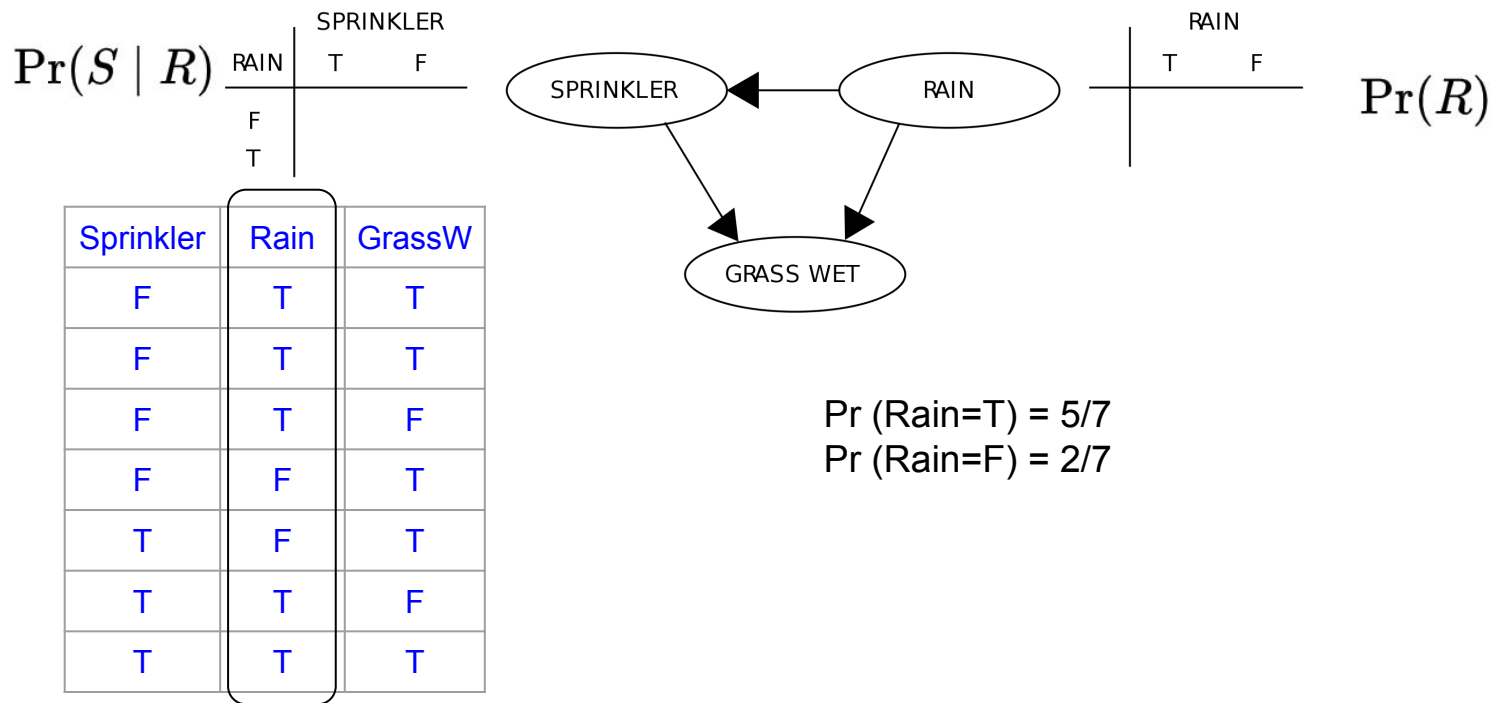 SPRINKLER
Pr(S | R) RAIN T F
F
T
SPRINKLER
RAIN
GRASS WET
RAIN
T F
Pr(R)
Sprinkler Rain GrassW
F T T
F T T
F T F
F F T
T F T
T T F
T T T
Pr (Rain=T) = 5/7
Pr (Rain=F) = 2/7